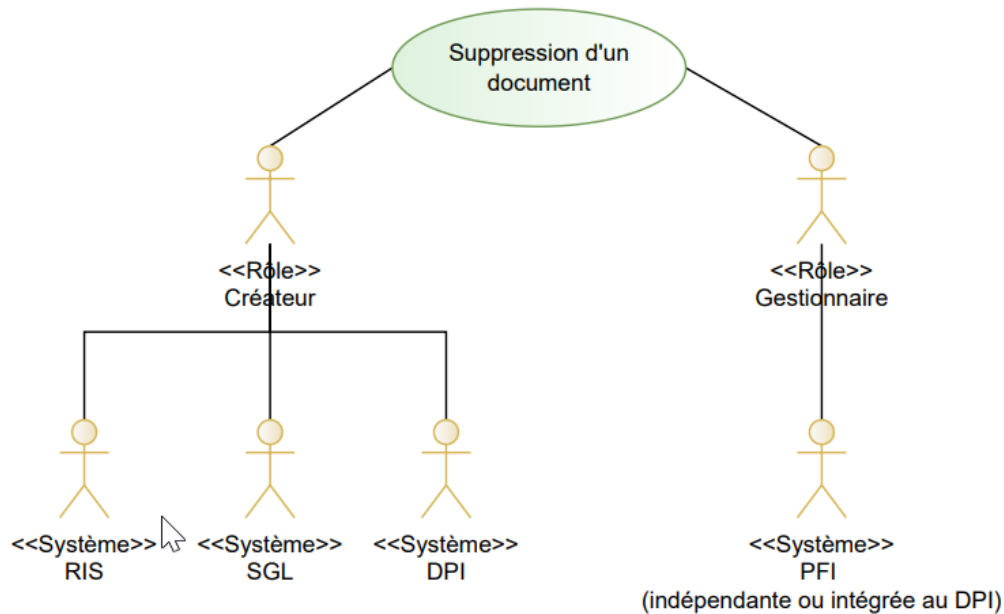 Suppression d'un
document
<<Rôle>>
Créateur
<<Rôle>>
Gestionnaire
<<Système>>
RIS
<<Système>>
SGL
<<Système>>
DPI
<<Système>>
PFI
(indépendante ou intégrée au DPI)